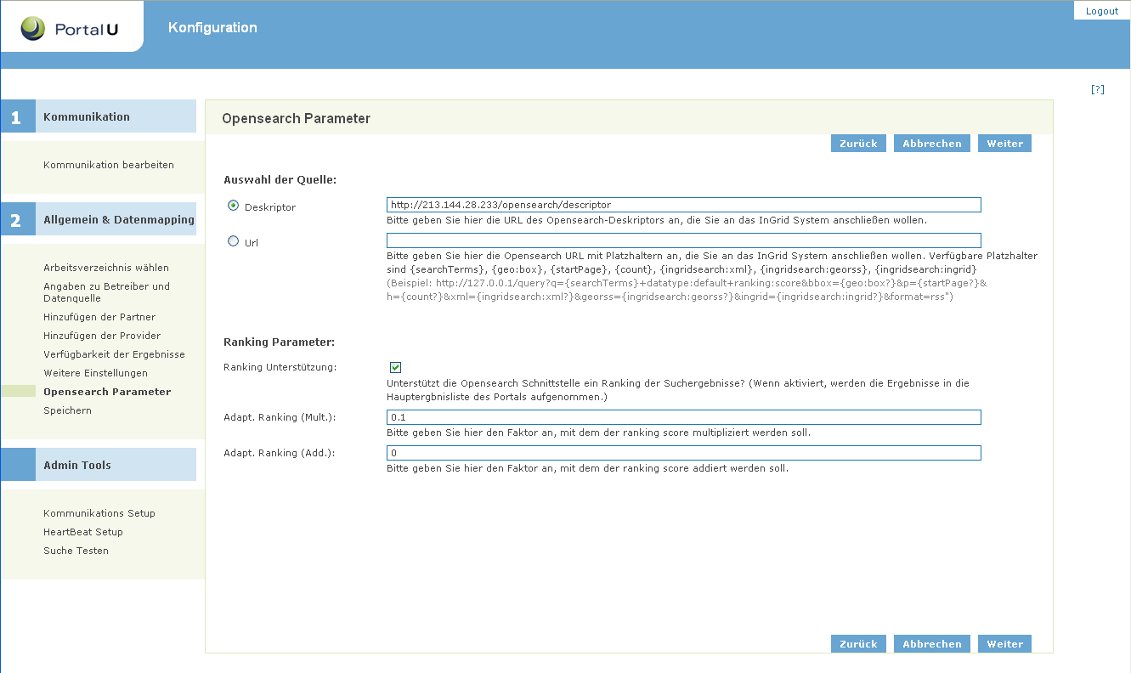 PortalU
Konfiguration
Logout
[?]
1 Kommunikation
Kommunikation bearbeiten
2 Allgemein & Datenmapping
Arbeitsverzeichnis wählen
Angaben zu Betreiber und
Datenquelle
Hinzufügen der Partner
Hinzufügen der Provider
Verfügbarkeit der Ergebnisse
Weitere Einstellungen
Opensearch Parameter
Speichern
Admin Tools
Kommunikations Setup
HeartBeat Setup
Suche Testen
Opensearch Parameter
Zurück Abbrechen Weiter
Auswahl der Quelle:
Deskriptor http://213.144.28.233/opensearch/descriptor
Bitte geben Sie hier die URL des Opensearch-Deskriptors an, die Sie an das InGrid System anschließen wollen.
Url
Bitte geben Sie hier die Opensearch URL mit Platzhaltern an, die Sie an das InGrid System anschließen wollen. Verfügbare Platzhalter
sind {searchTerms}, {geo:box}, {startPage}, {count}, {ingridsearch:xml}, {ingridsearch:georss}, {ingridsearch:ingrid}
(Beispiel: http://127.0.0.1/query?q={searchTerms}+datatype:default+ranking:score&bbox={geo:box?}&p={startPage?}&
h={count?}&xml={ingridsearch:xml?}&georss={ingridsearch:georss?}&ingrid={ingridsearch:ingrid?}&format=rss")
Ranking Parameter:
Ranking Unterstützung:
Unterstützt die Opensearch Schnittstelle ein Ranking der Suchergebnisse? (Wenn aktiviert, werden die Ergebnisse in die
Hauptergbnisliste des Portals aufgenommen.)
Adapt. Ranking (Mult.): 0.1
Bitte geben Sie hier den Faktor an, mit dem der ranking score multipliziert werden soll.
Adapt. Ranking (Add.): 0
Bitte geben Sie hier den Faktor an, mit dem der ranking score addiert werden soll.
Zurück Abbrechen Weiter